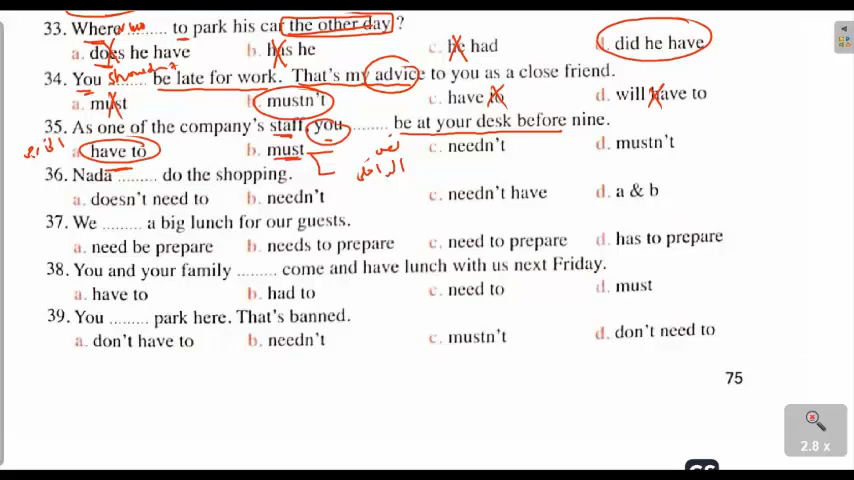 33. Where ......... to park his car the other day ?
a. does he have b. has he c. he had d. did he have
34. You ........ be late for work. That's my advice to you as a close friend.
a. must b. mustn't c. have to d. will have to
35. As one of the company's staff, you ........ be at your desk before nine.
a. have to b. must c. needn't d. mustn't
36. Nada ......... do the shopping.
a. doesn't need to b. needn't c. needn't have d. a & b
37. We ......... a big lunch for our guests.
a. need be prepare b. needs to prepare c. need to prepare d. has to prepare
38. You and your family ......... come and have lunch with us next Friday.
a. have to b. had to c. need to d. must
39. You ........ park here. That's banned.
a. don't have to b. needn't c. mustn't d. don't need to
75
2.8 x